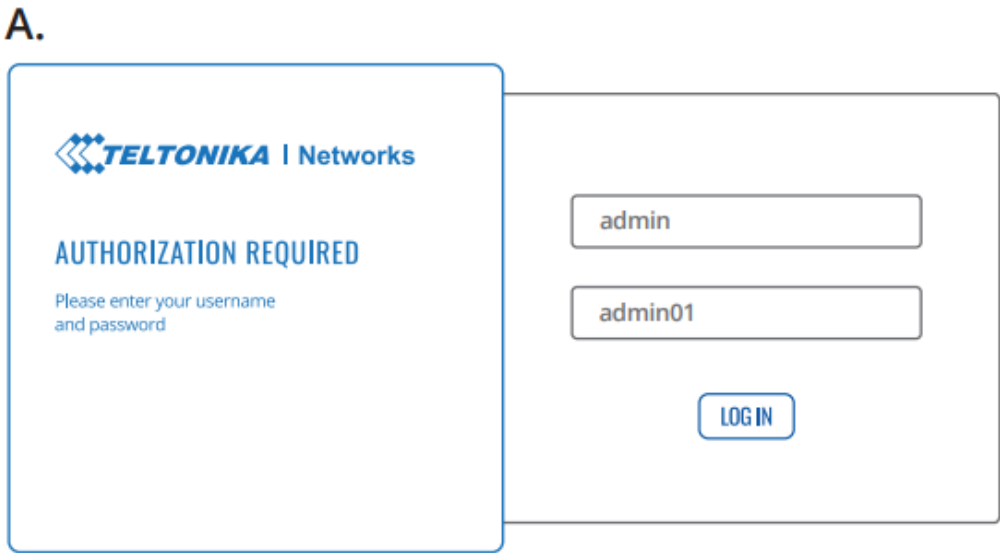 A.
TELTONIKA | Networks
AUTHORIZATION REQUIRED
Please enter your username
and password
admin
admin01
LOG IN